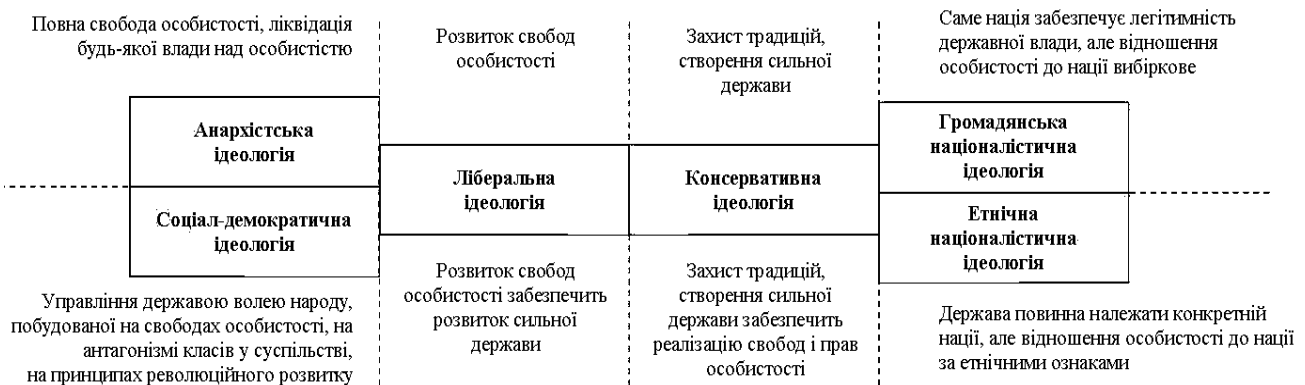 Повна свобода особистості, ліквідація
будь-якої влади над особистістю
Розвиток свобод
особистості
Захист традицій,
створення сильної
держави
Саме нація забезпечує легітимність
державної влади, але відношення
особистості до нації вибіркове
Анархістська
ідеологія
Соціал-демократична
ідеологія
Ліберальна
ідеологія
Консервативна
ідеологія
Громадянська
націоналістична
ідеологія
Етнічна
націоналістична
ідеологія
Управління державою волею народу,
побудованої на свободах особистості, на
антагонізмі класів у суспільстві,
на принципах революційного розвитку
Розвиток свобод
особистості забезпечить
розвиток сильної
держави
Захист традицій,
створення сильної
держави забезпечить
реалізацію свобод і прав
особистості
Держава повинна належати конкретній
нації, але відношення особистості до нації
за етнічними ознаками